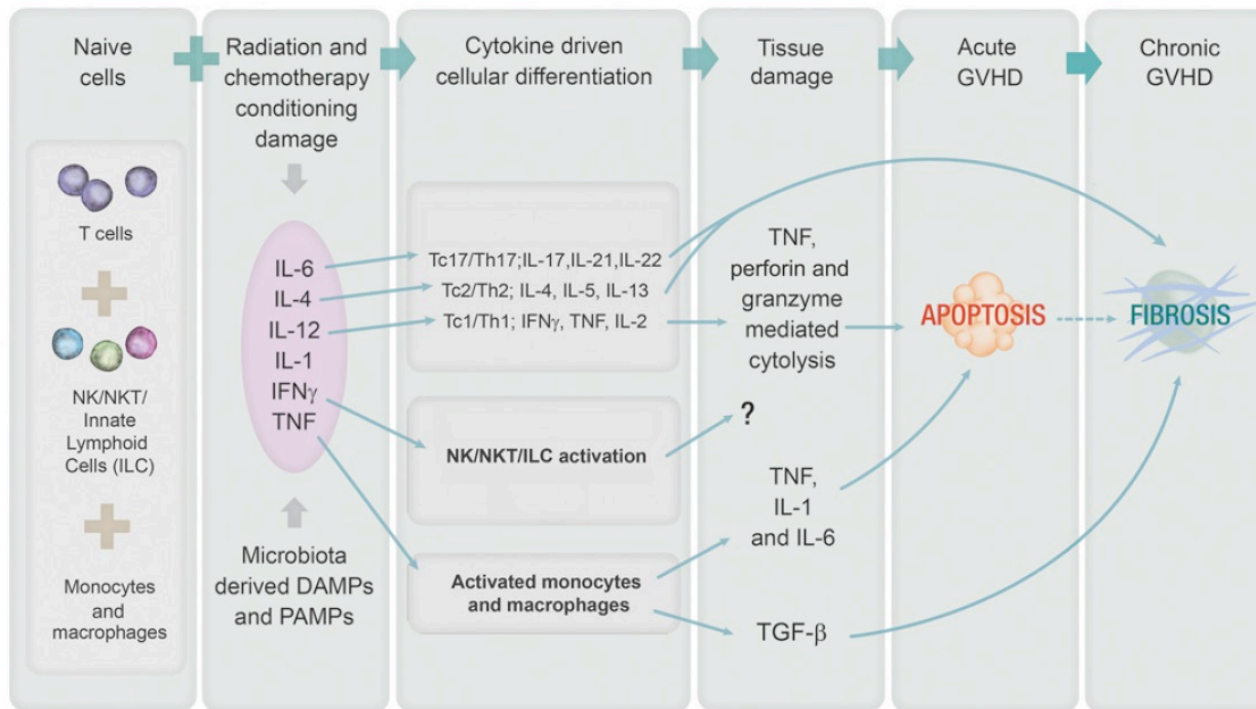 Naive
cells
T cells
NK/NKT/
Innate
Lymphoid
Cells (ILC)
Monocytes
and
macrophages
Radiation and
chemotherapy
conditioning
damage
IL-6
IL-4
IL-12
IL-1
IFNγ
TNF
Microbiota
derived DAMPs
and PAMPs
Cytokine driven
cellular differentiation
Tc17/Th17;IL-17,IL-21,IL-22
Tc2/Th2; IL-4, IL-5, IL-13
Tc1/Th1; IFNγ, TNF, IL-2
NK/NKT/ILC activation
Activated monocytes
and macrophages
Tissue
damage
TNF,
perforin and
granzyme
mediated
cytolysis
?
TNF,
IL-1
and IL-6
TGF-β
Acute
GVHD
APOPTOSIS
Chronic
GVHD
FIBROSIS